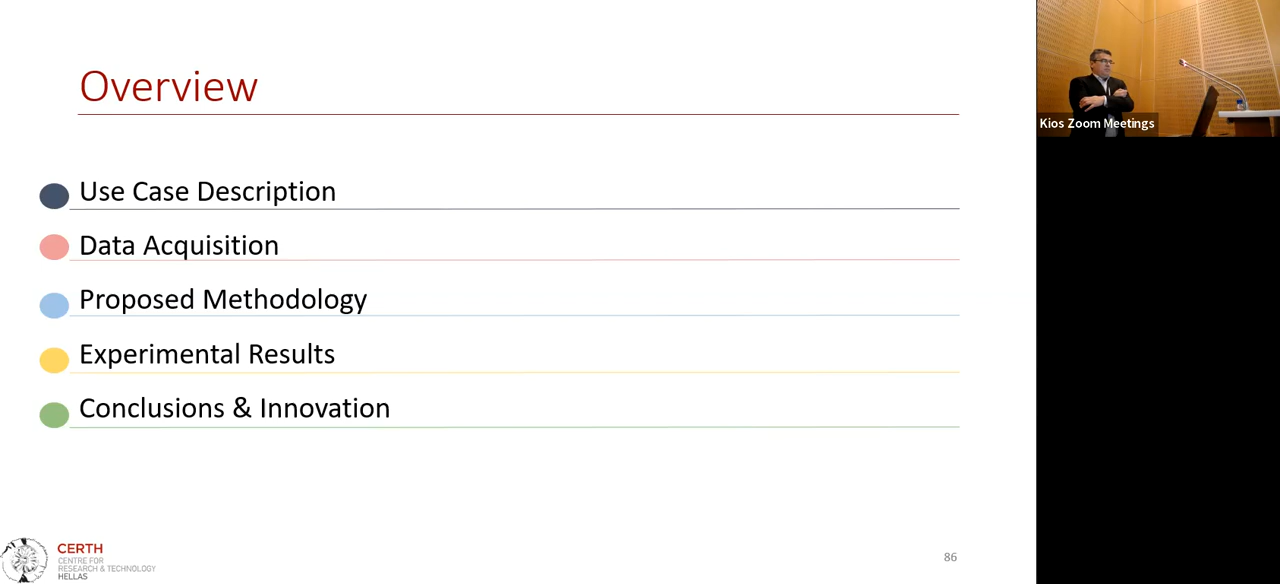 Overview
Use Case Description
Data Acquisition
Proposed Methodology
Experimental Results
Conclusions & Innovation
CERTH
CENTRE FOR
RESEARCH & TECHNOLOGY
HELLAS
86
Kios Zoom Meetings